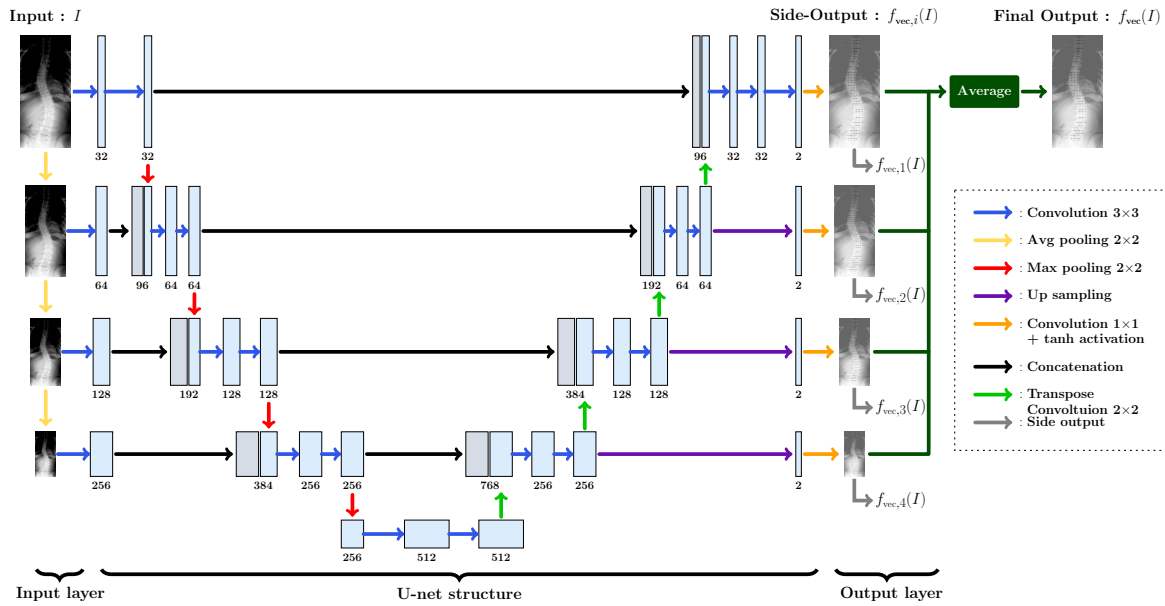 Input : I
Side-Output : f_vec,i(I)
Final Output : f_vec(I)
Average
32
32
96
32
32
2
f_vec,1(I)
64
96
64
64
192
64
64
2
f_vec,2(I)
128
192
128
128
384
128
128
2
f_vec,3(I)
256
384
256
256
768
256
256
2
f_vec,4(I)
256
512
512
: Convolution 3×3
: Avg pooling 2×2
: Max pooling 2×2
: Up sampling
: Convolution 1×1
+ tanh activation
: Concatenation
: Transpose
Convoltuion 2×2
: Side output
Input layer
U-net structure
Output layer